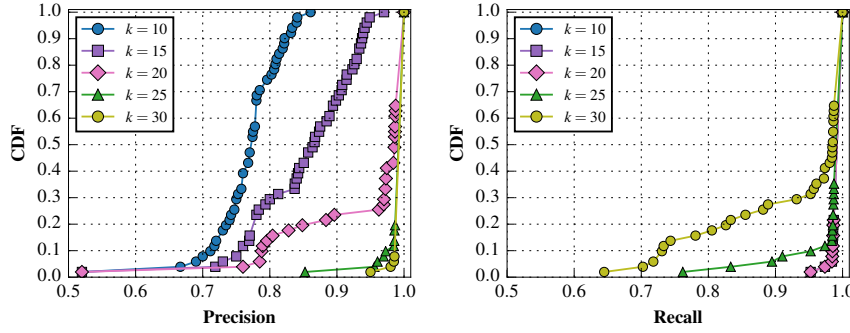 1.0
0.9
0.8
0.7
0.6
0.5
0.4
0.3
0.2
0.1
0.0
CDF
k = 10
k = 15
k = 20
k = 25
k = 30
0.5 0.6 0.7 0.8 0.9 1.0
Precision
1.0
0.9
0.8
0.7
0.6
0.5
0.4
0.3
0.2
0.1
0.0
CDF
k = 10
k = 15
k = 20
k = 25
k = 30
0.5 0.6 0.7 0.8 0.9 1.0
Recall